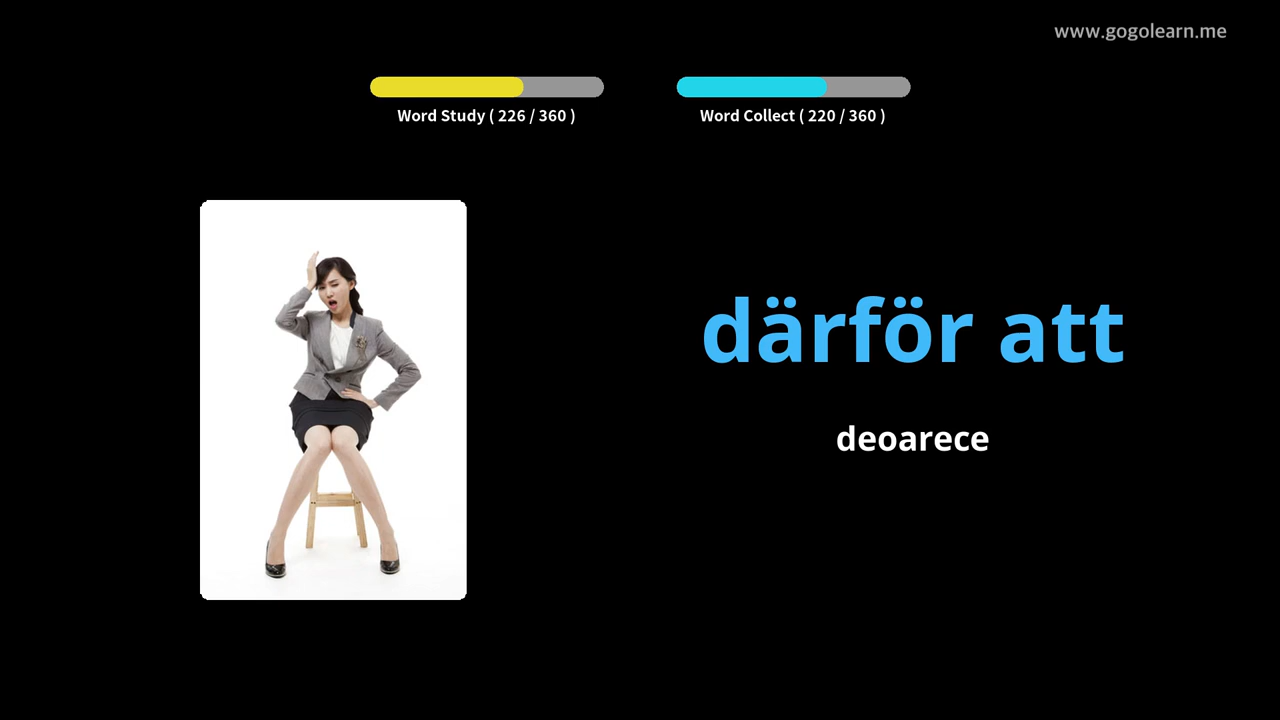 www.gogolearn.me
Word Study ( 226 / 360 )
Word Collect ( 220 / 360 )
därför att
deoarece